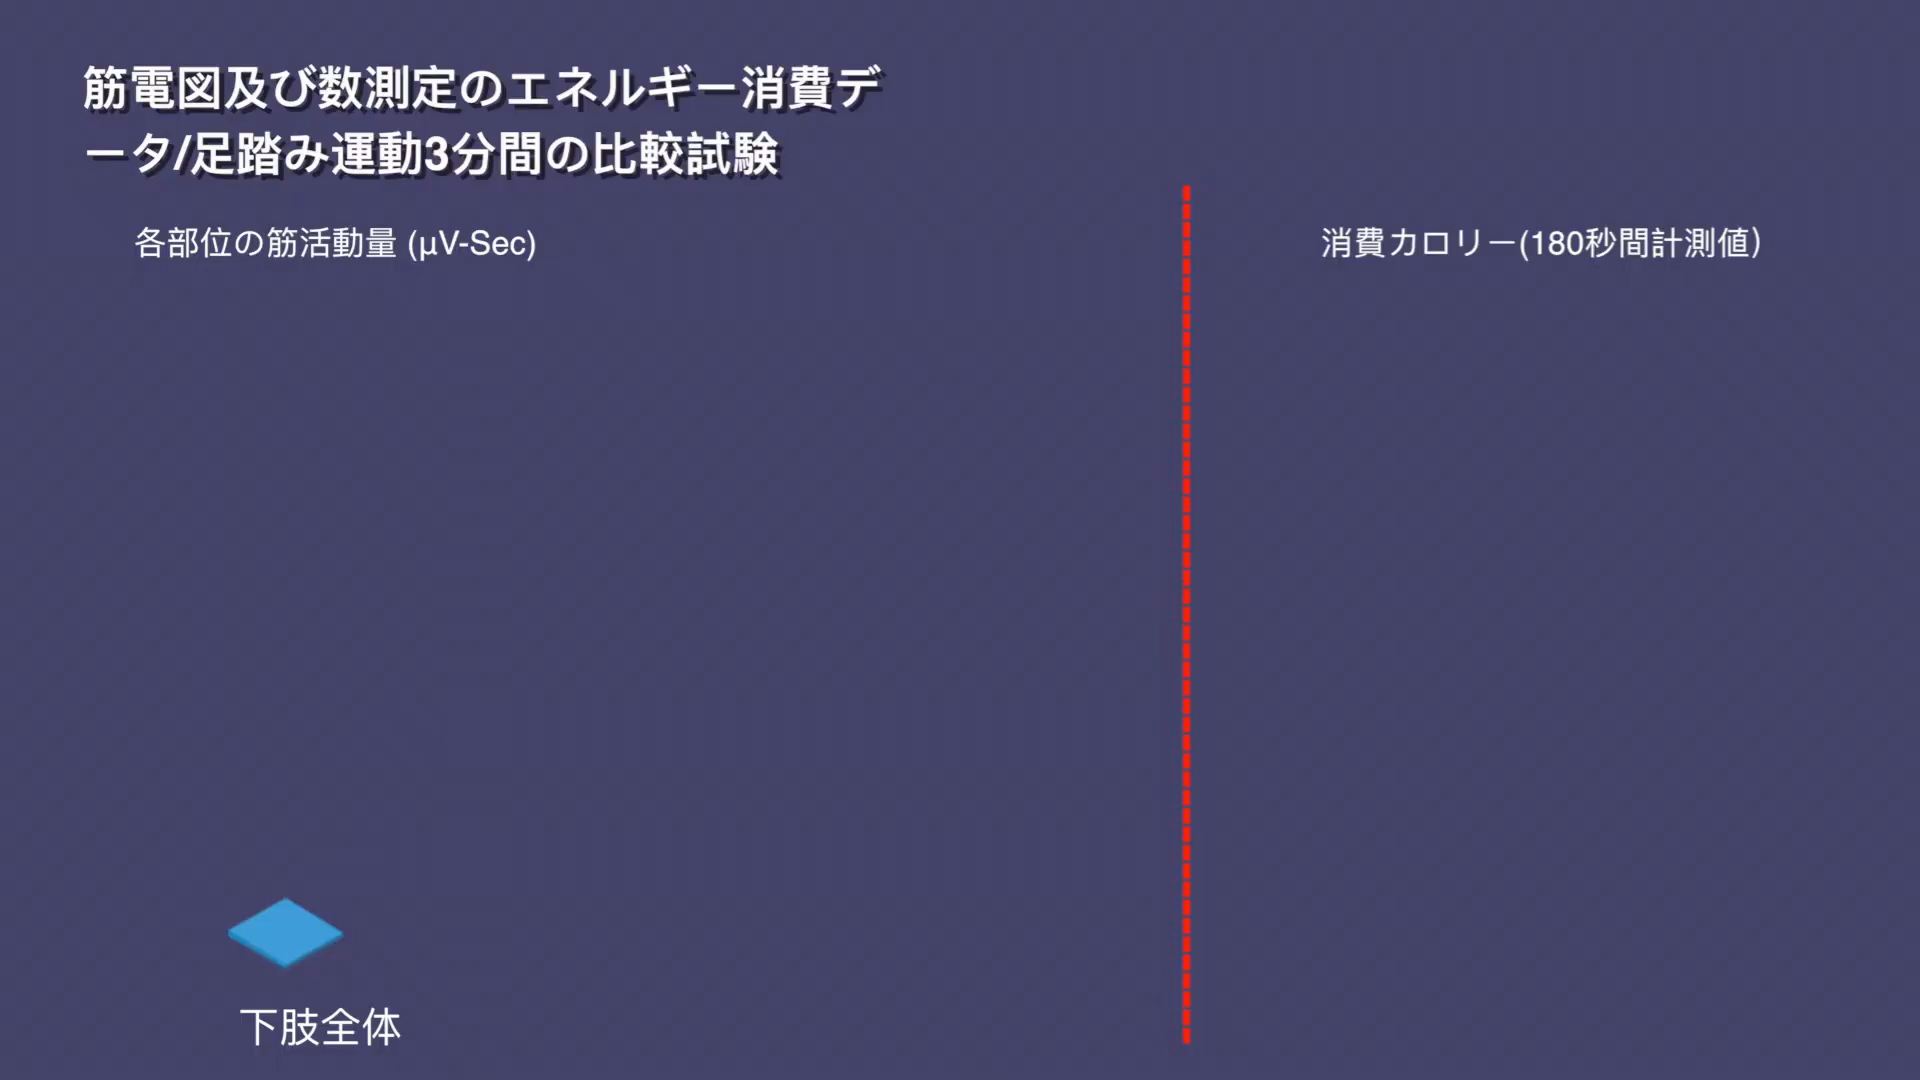 筋電図及び数測定のエネルギー消費デ
ータ/足踏み運動3分間の比較試験
各部位の筋活動量 (μV-Sec)
消費カロリー(180秒間計測値）
下肢全体